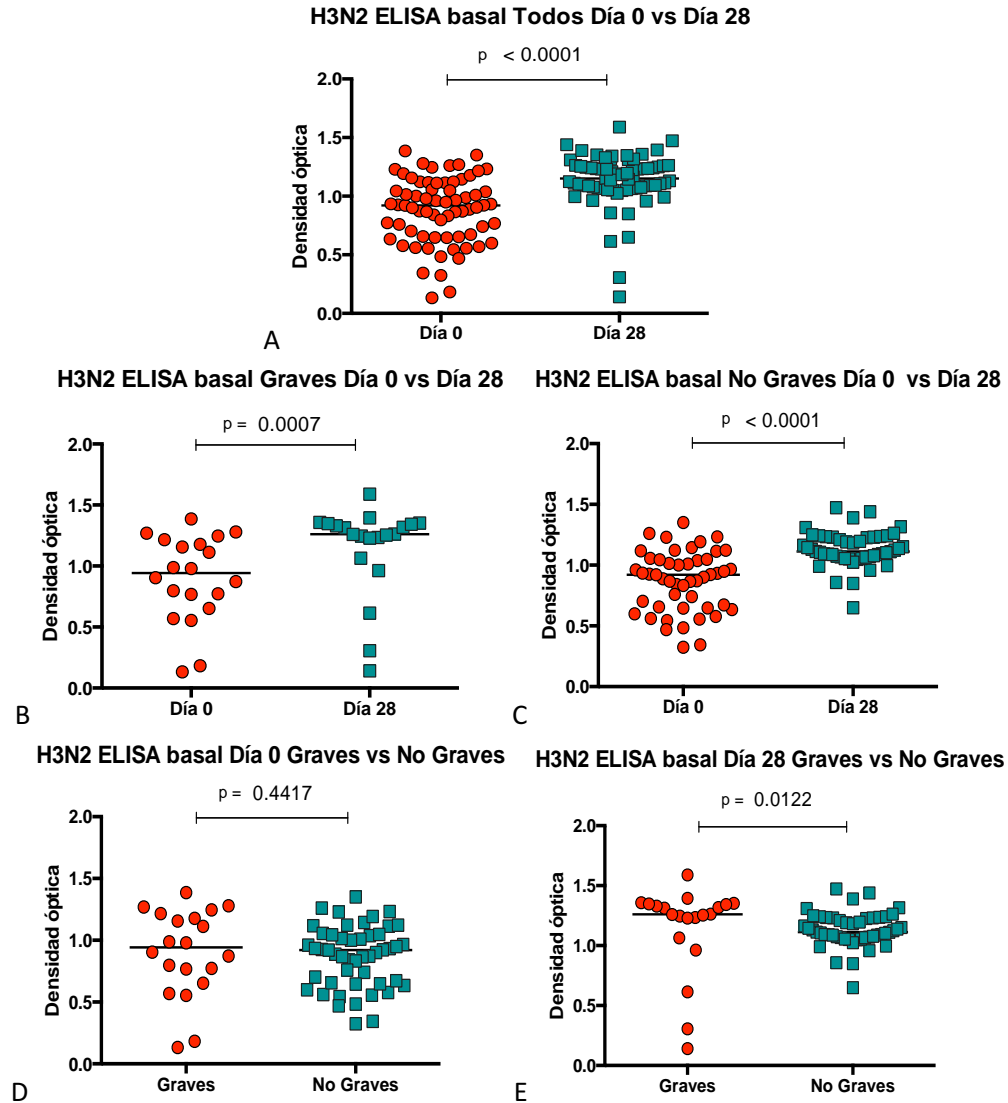 H3N2 ELISA basal Todos Día 0 vs Día 28
p < 0.0001
2.0
1.5
1.0
0.5
0.0
Densidad óptica
Día 0
Día 28
A
H3N2 ELISA basal Graves Día 0 vs Día 28
p = 0.0007
2.0
1.5
1.0
0.5
0.0
Densidad óptica
Día 0
Día 28
B
H3N2 ELISA basal No Graves Día 0 vs Día 28
p < 0.0001
2.0
1.5
1.0
0.5
0.0
Densidad óptica
Día 0
Día 28
C
H3N2 ELISA basal Día 0 Graves vs No Graves
p = 0.4417
2.0
1.5
1.0
0.5
0.0
Densidad óptica
Graves
No Graves
D
H3N2 ELISA basal Día 28 Graves vs No Graves
p = 0.0122
2.0
1.5
1.0
0.5
0.0
Densidad óptica
Graves
No Graves
E